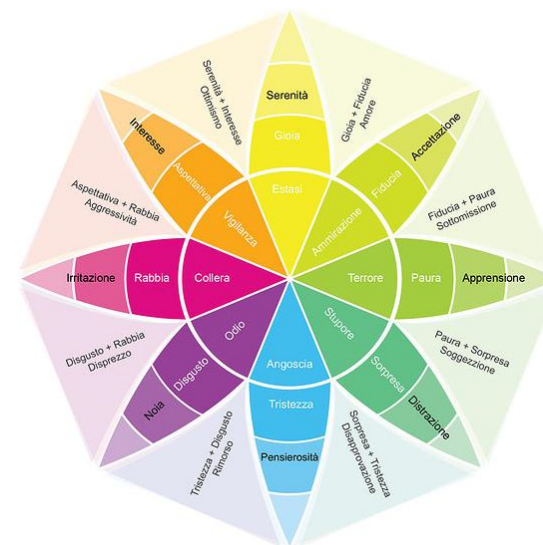 Serenità + Interesse
Ottimismo
Serenità
Gioia
Estasi
Gioia + Fiducia
Amore
Accettazione
Fiducia
Ammirazione
Fiducia + Paura
Sottomissione
Terrore
Paura
Apprensione
Paura + Sorpresa
Soggezzione
Stupore
Sorpresa
Distrazione
Sorpresa + Tristezza
Disapprovazione
Angoscia
Tristezza
Pensierosità
Tristezza + Disgusto
Rimorso
Odio
Disgusto
Noia
Disgusto + Rabbia
Disprezzo
Collera
Rabbia
Irritazione
Aspettativa + Rabbia
Aggressività
Vigilanza
Aspettativa
Interesse